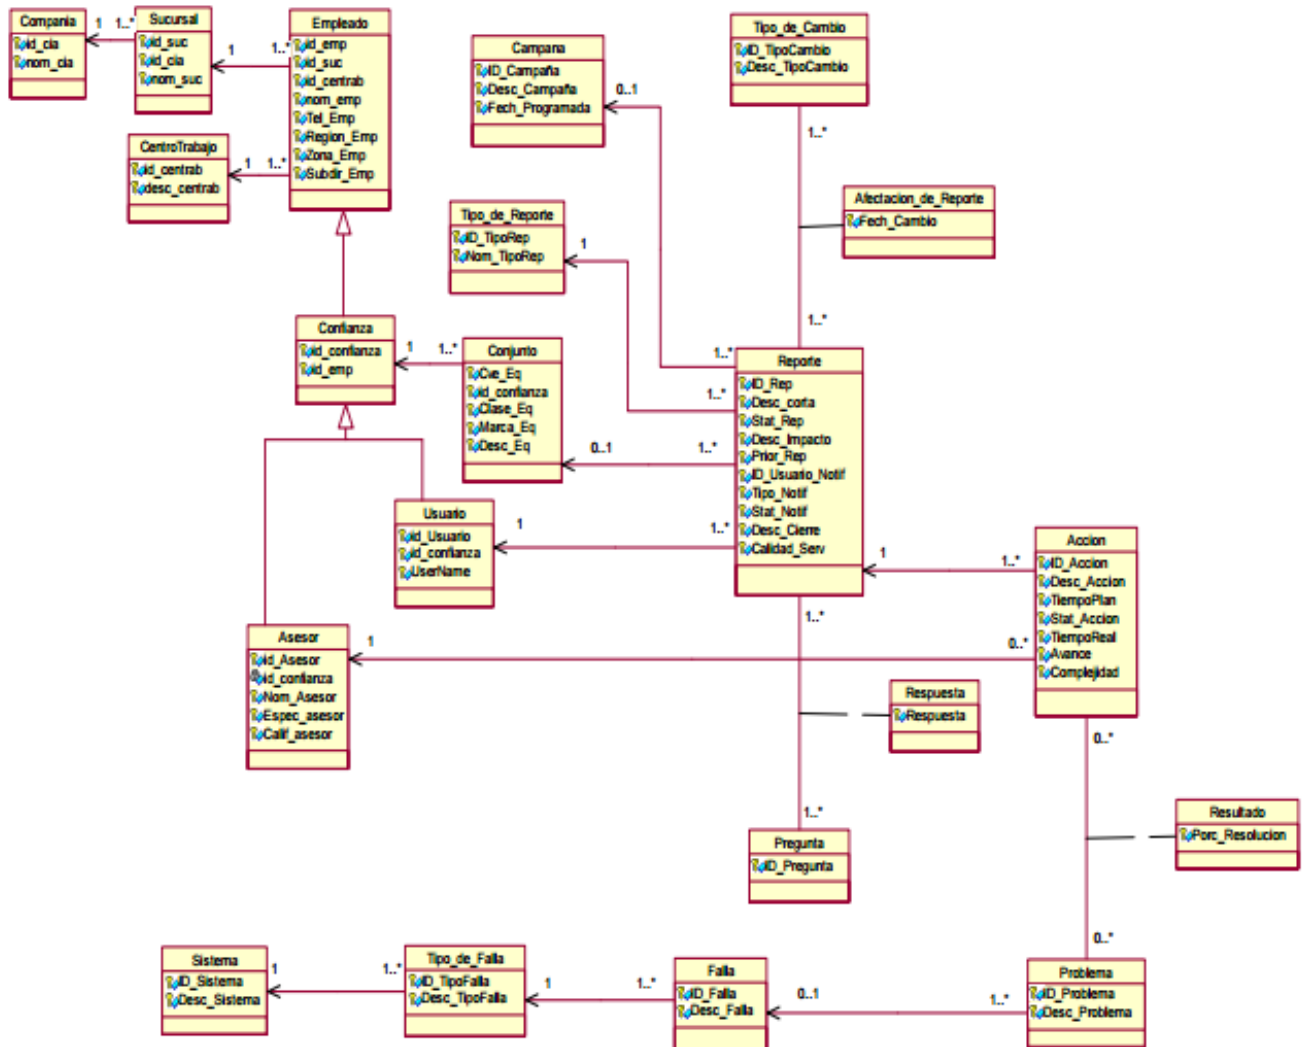 Compania
id_cia
nom_cia
1
1..*
Sucursal
id_suc
id_cia
nom_suc
1
1..*
Empleado
id_emp
id_suc
id_centrab
nom_emp
Tel_Emp
Region_Emp
Zona_Emp
Subdir_Emp
CentroTrabajo
id_centrab
desc_centrab
1
1..*
Campana
ID_Campaña
Desc_Campaña
Fech_Programada
0..1
Tipo_de_Cambio
ID_TipoCambio
Desc_TipoCambio
1..*
Afectacion_de_Reporte
Fech_Cambio
Tipo_de_Reporte
ID_TipoRep
Nom_TipoRep
1
1..*
Confianza
id_confianza
id_emp
1
1..*
Conjunto
Cve_Eq
id_confianza
Clase_Eq
Marca_Eq
Desc_Eq
0..1
1..*
1..*
1..*
1..*
Reporte
ID_Rep
Desc_corta
Stat_Rep
Desc_Impacto
Prior_Rep
ID_Usuario_Notif
Tipo_Notif
Stat_Notif
Desc_Cierre
Calidad_Serv
Usuario
id_Usuario
id_confianza
UserName
1
1
1..*
Accion
ID_Accion
Desc_Accion
TiempoPlan
Stat_Accion
TiempoReal
Avance
Complejidad
Asesor
id_Asesor
id_confianza
Nom_Asesor
Espec_asesor
Calif_asesor
1
0..*
1..*
Respuesta
Respuesta
0..*
1..*
Pregunta
ID_Pregunta
Resultado
Porc_Resolucion
0..*
Sistema
ID_Sistema
Desc_Sistema
1
1..*
Tipo_de_Falla
ID_TipoFalla
Desc_TipoFalla
1
1..*
Falla
ID_Falla
Desc_Falla
0..1
1..*
Problema
ID_Problema
Desc_Problema